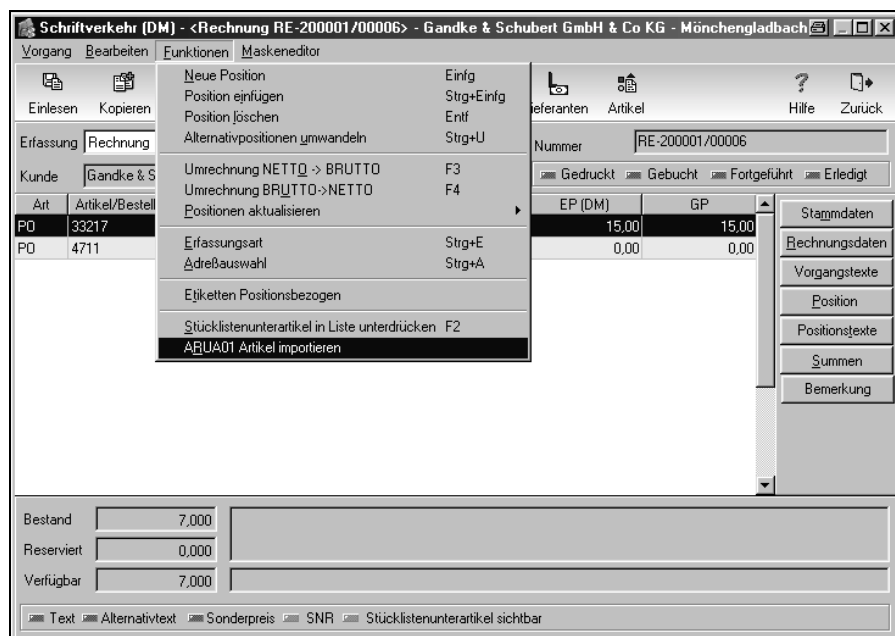 Schriftverkehr (DM) - <Rechnung RE-200001/00006> - Gandke & Schubert GmbH & Co KG - Mönchengladbach
Vorgang Bearbeiten Funktionen Maskeneditor
Einlesen Kopieren ieferanten Artikel Hilfe Zurück
Neue Position Einfg
Position einfügen Strg+Einfg
Position löschen Entf
Alternativpositionen umwandeln Strg+U
Umrechnung NETTO -> BRUTTO F3
Umrechnung BRUTTO->NETTO F4
Positionen aktualisieren
Erfassungsart Strg+E
Adreßauswahl Strg+A
Etiketten Positionsbezogen
Stücklistenunterartikel in Liste unterdrücken F2
ARUA01 Artikel importieren
Erfassung Rechnung Nummer RE-200001/00006
Kunde Gandke & S Gedruckt Gebucht Fortgeführt Erledigt
Art Artikel/Bestell EP (DM) GP
PO 33217 15,00 15,00
PO 4711 0,00 0,00
Stammdaten
Rechnungsdaten
Vorgangstexte
Position
Positionstexte
Summen
Bemerkung
Bestand 7,000
Reserviert 0,000
Verfügbar 7,000
Text Alternativtext Sonderpreis SNR Stücklistenunterartikel sichtbar